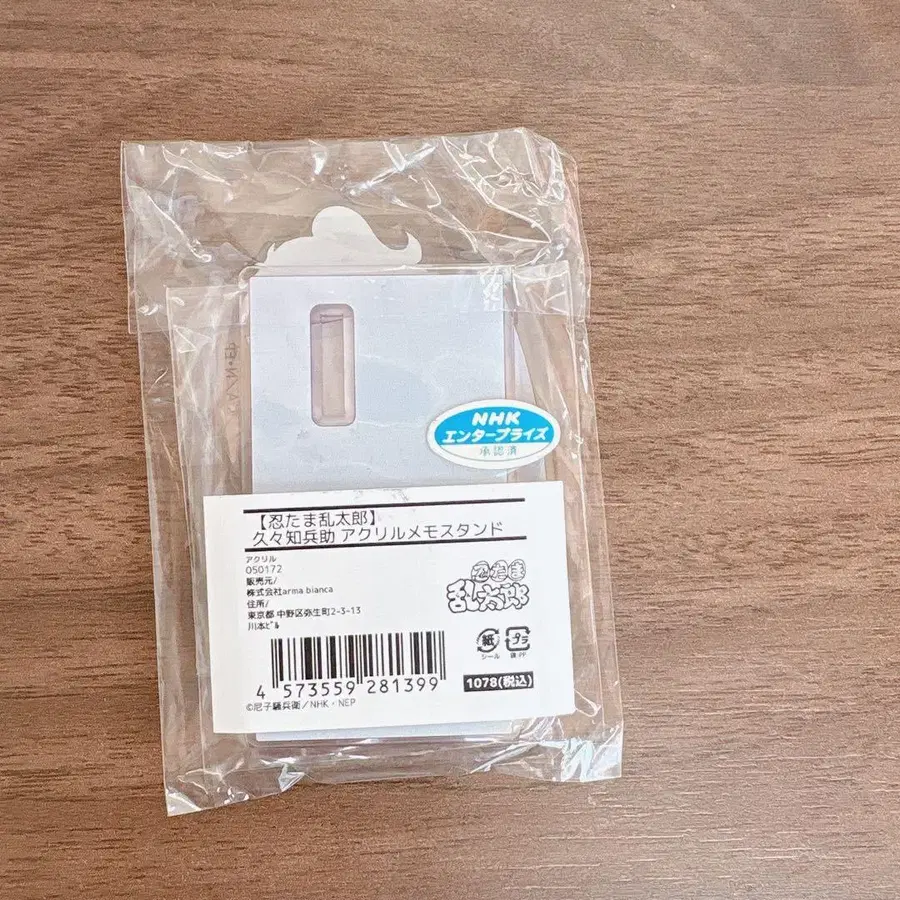 NHK
エンタープライズ
承認済
【忍たま乱太郎】
久々知兵助 アクリルメモスタンド
アクリル
050172
販売元/
株式会社arma bianca
住所/
東京都 中野区弥生町2-3-13
川本ﾋﾞﾙ
忍たま
乱太郎
紙
プラ
シール
袋:PP
4 573559 281399
1078(税込)
©尼子騒兵衛/NHK・NEP